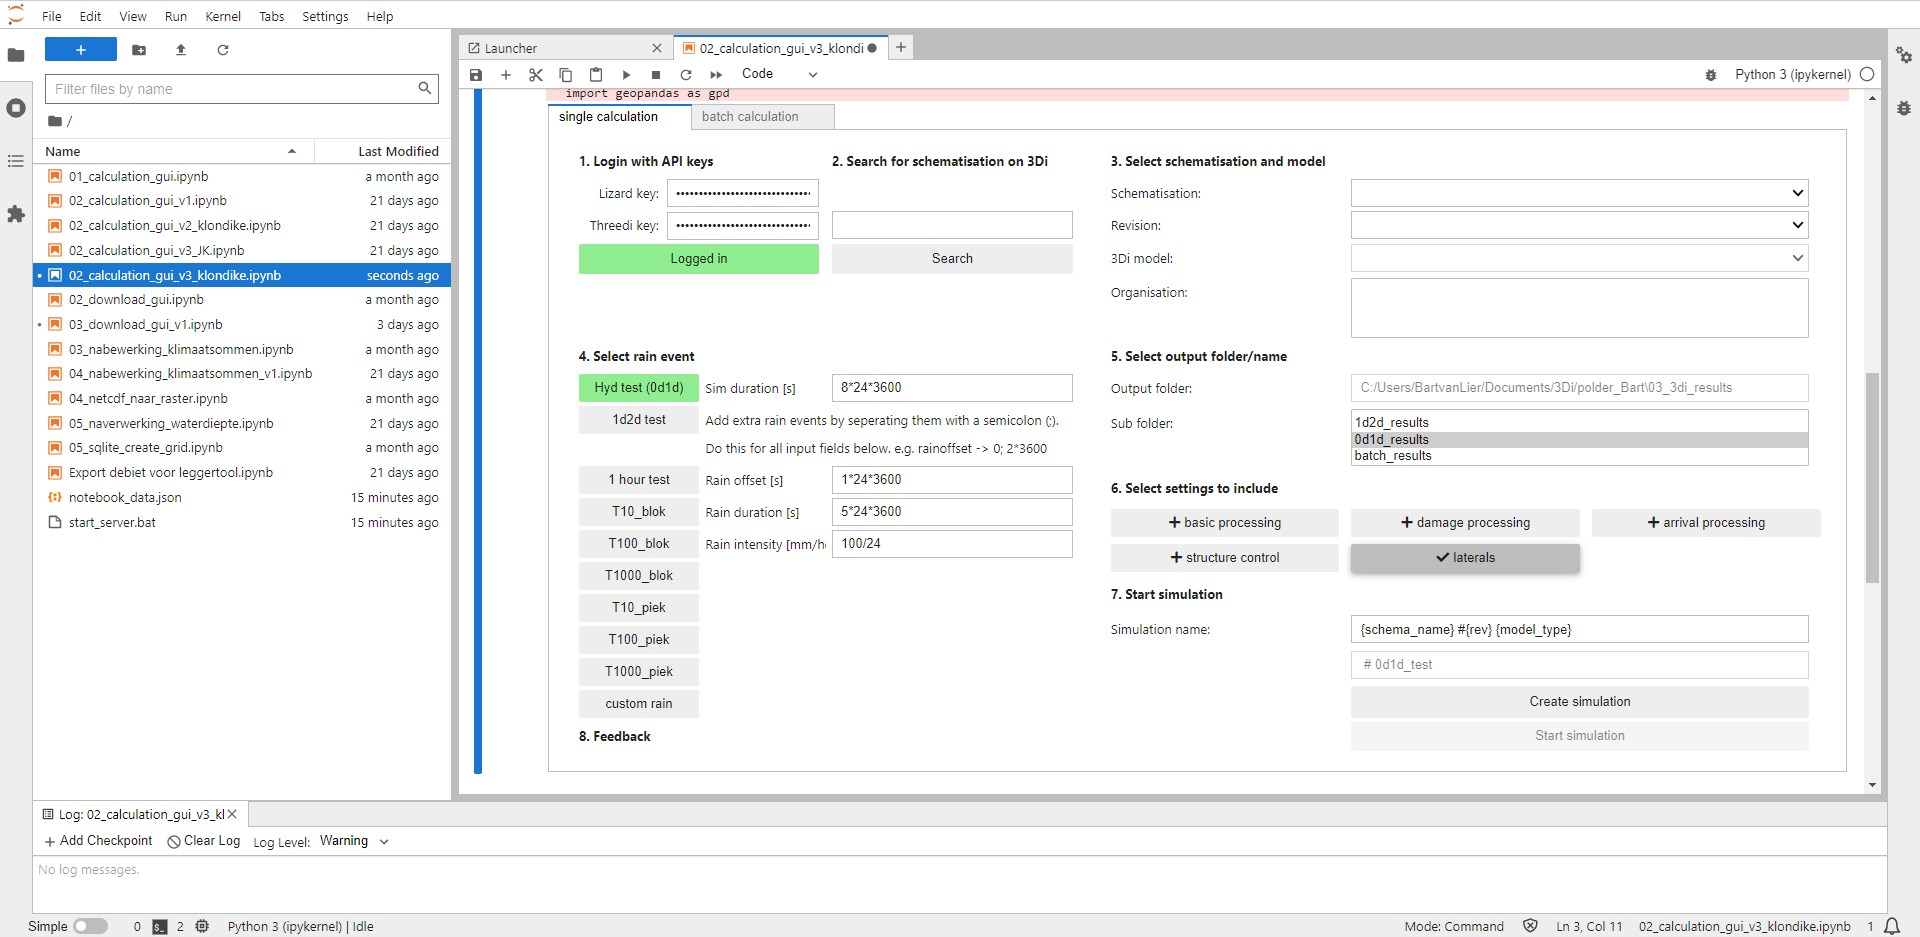 File Edit View Run Kernel Tabs Settings Help
Filter files by name
/
Name Last Modified
01_calculation_gui.ipynb a month ago
02_calculation_gui_v1.ipynb 21 days ago
02_calculation_gui_v2_klondike.ipynb 21 days ago
02_calculation_gui_v3_JK.ipynb 21 days ago
02_calculation_gui_v3_klondike.ipynb seconds ago
02_download_gui.ipynb a month ago
03_download_gui_v1.ipynb 3 days ago
03_nabewerking_klimaatsommen.ipynb a month ago
04_nabewerking_klimaatsommen_v1.ipynb 21 days ago
04_netcdf_naar_raster.ipynb a month ago
05_naverwerking_waterdiepte.ipynb 21 days ago
05_sqlite_create_grid.ipynb a month ago
Export debiet voor leggertool.ipynb 21 days ago
notebook_data.json 15 minutes ago
start_server.bat 15 minutes ago
Launcher
02_calculation_gui_v3_klondi
Code
Python 3 (ipykernel)
import geopandas as gpd
single calculation
batch calculation
1. Login with API keys
Lizard key:
Threedi key:
Logged in
2. Search for schematisation on 3Di
Search
3. Select schematisation and model
Schematisation:
Revision:
3Di model:
Organisation:
4. Select rain event
Hyd test (0d1d) Sim duration [s] 8*24*3600
1d2d test Add extra rain events by seperating them with a semicolon (;).
Do this for all input fields below. e.g. rainoffset -> 0; 2*3600
1 hour test Rain offset [s] 1*24*3600
T10_blok Rain duration [s] 5*24*3600
T100_blok Rain intensity [mm/h 100/24
T1000_blok
T10_piek
T100_piek
T1000_piek
custom rain
5. Select output folder/name
Output folder: C:/Users/BartvanLier/Documents/3Di/polder_Bart\03_3di_results
Sub folder:
1d2d_results
0d1d_results
batch_results
6. Select settings to include
basic processing damage processing arrival processing
structure control laterals
7. Start simulation
Simulation name: {schema_name} #{rev} {model_type}
# 0d1d_test
Create simulation
Start simulation
8. Feedback
Log: 02_calculation_gui_v3_kl
Add Checkpoint Clear Log Log Level: Warning
No log messages.
Simple 0 2 Python 3 (ipykernel) | Idle Mode: Command Ln 3, Col 11 02_calculation_gui_v3_klondike.ipynb 1